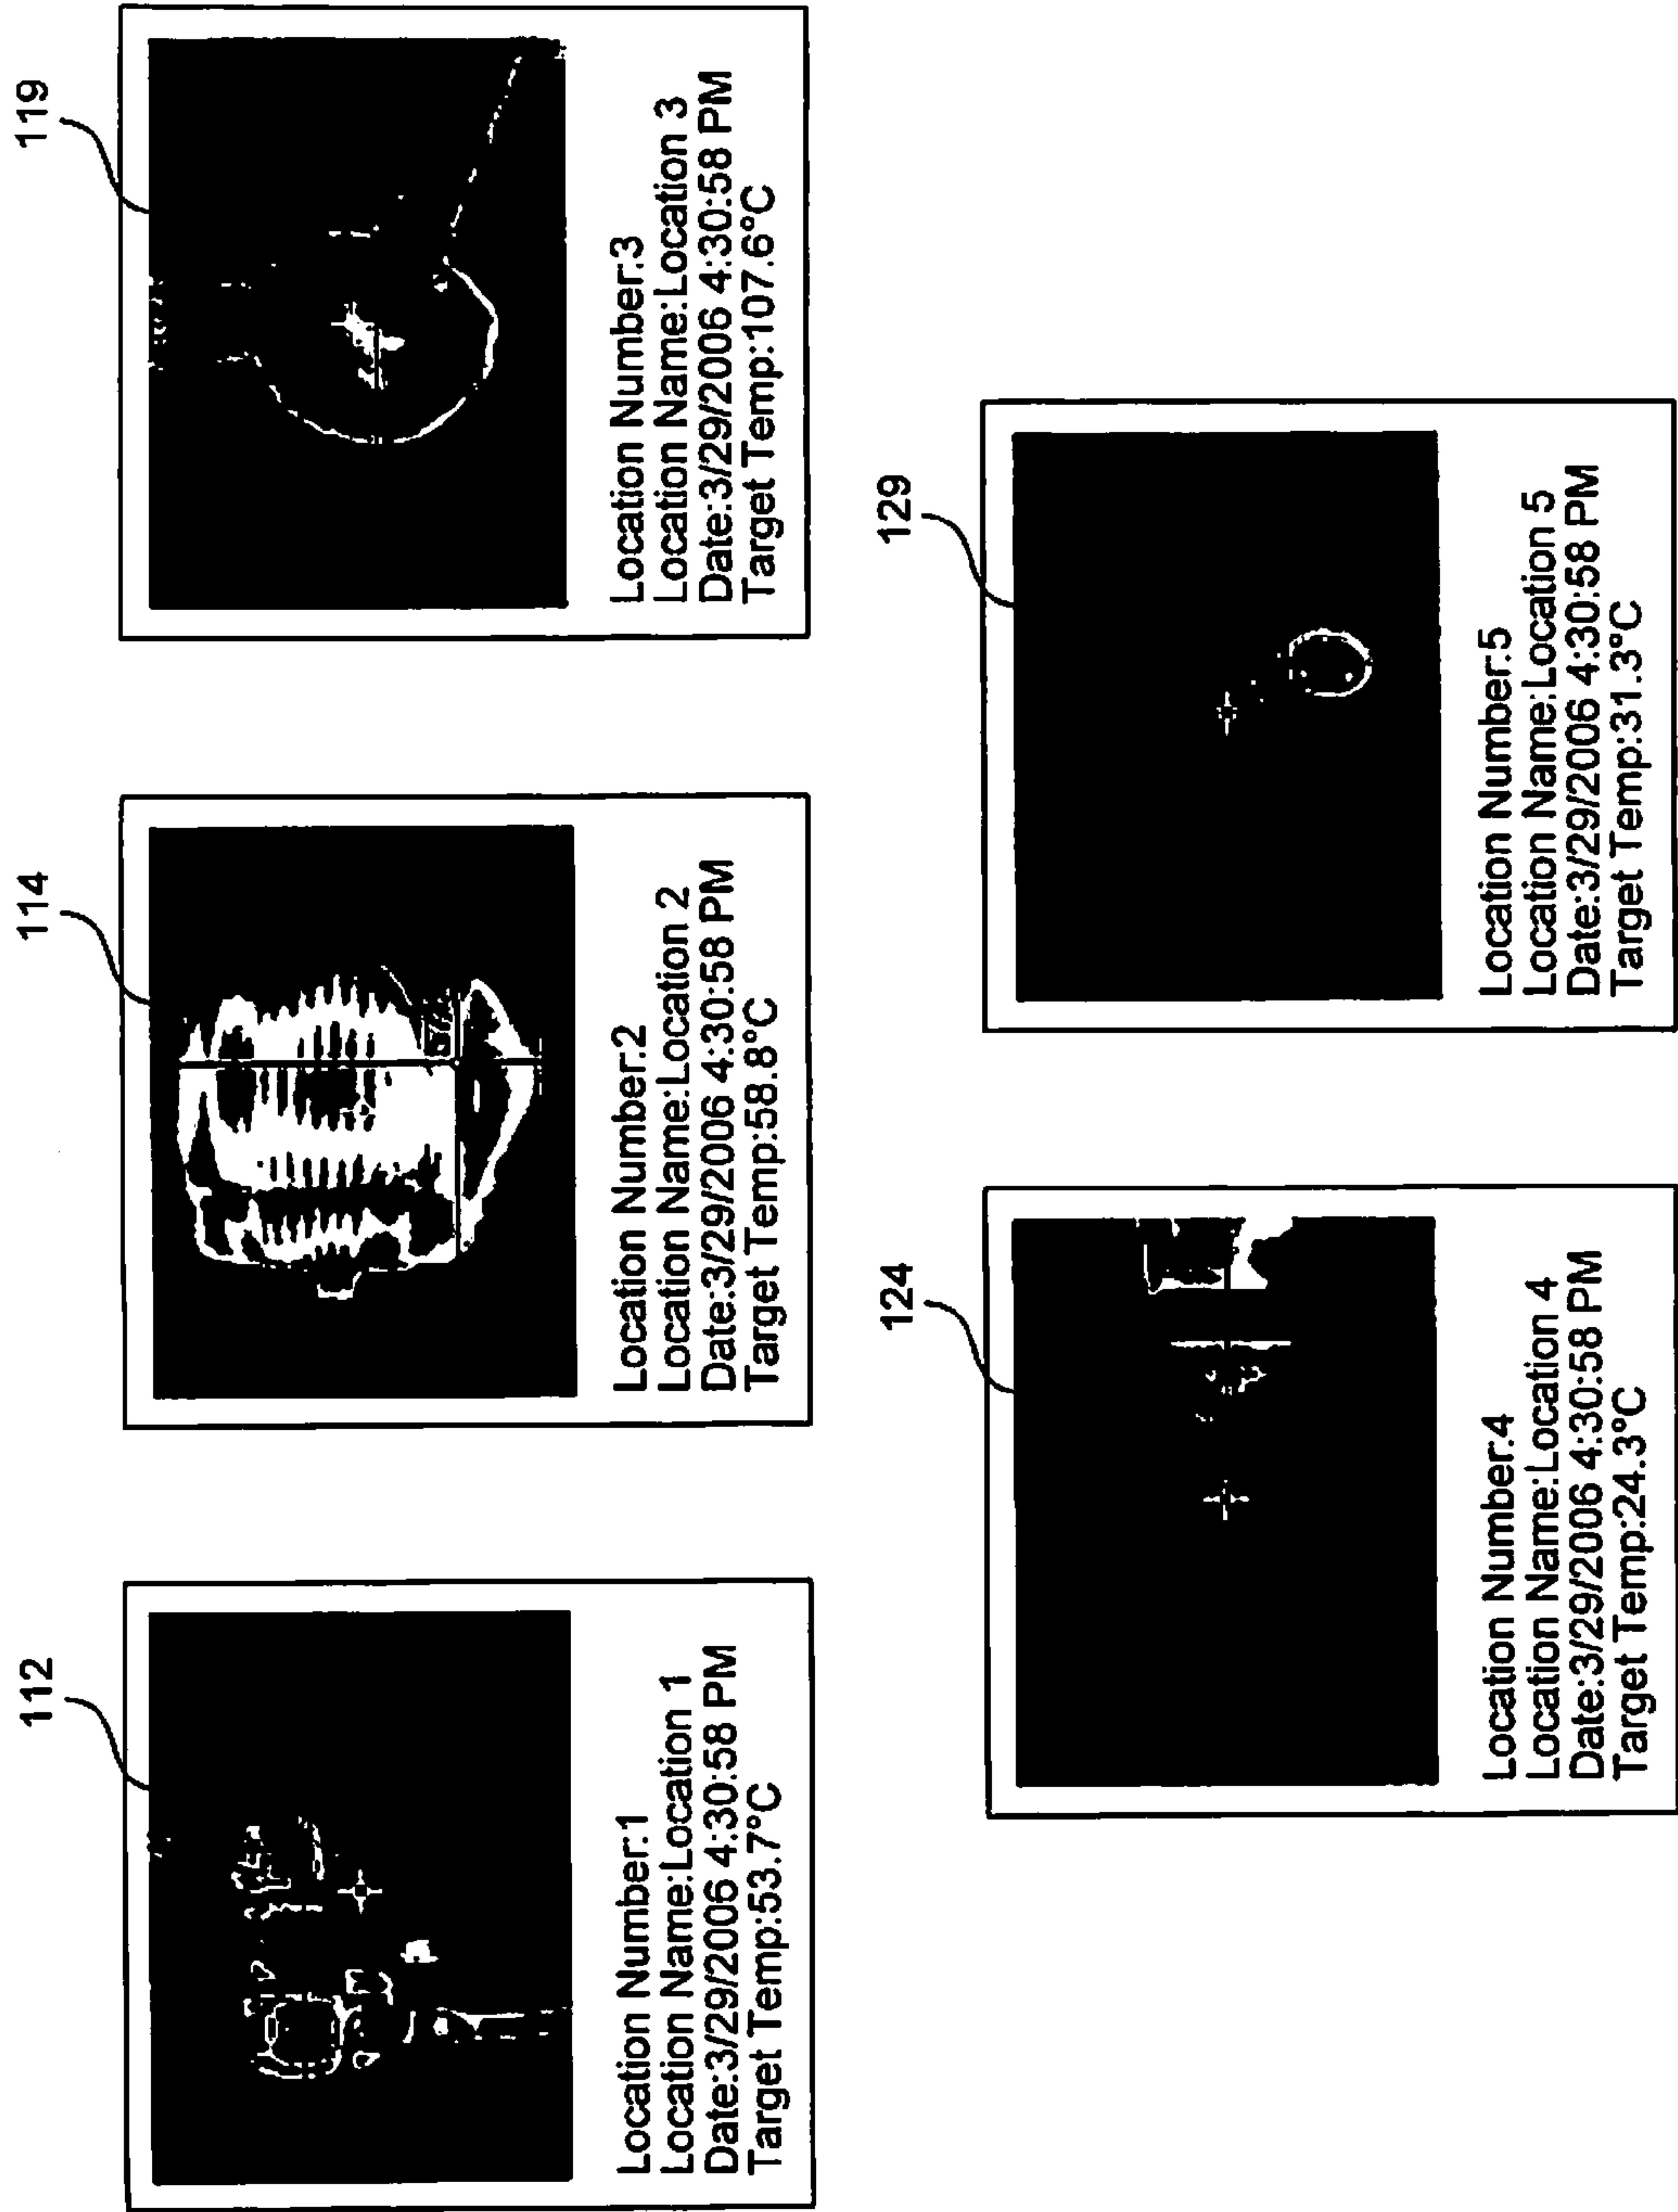 112
Location Number:1
Location Name:Location 1
Date:3/29/2006 4:30:58 PM
Target Temp:53.7°C
114
Location Number:2
Location Name:Location 2
Date:3/29/2006 4:30:58 PM
Target Temp:58.8°C
119
Location Number:3
Location Name:Location 3
Date:3/29/2006 4:30:58 PM
Target Temp:107.6°C
124
Location Number:4
Location Name:Location 4
Date:3/29/2006 4:30:58 PM
Target Temp:24.3°C
129
Location Number:5
Location Name:Location 5
Date:3/29/2006 4:30:58 PM
Target Temp:31.3°C